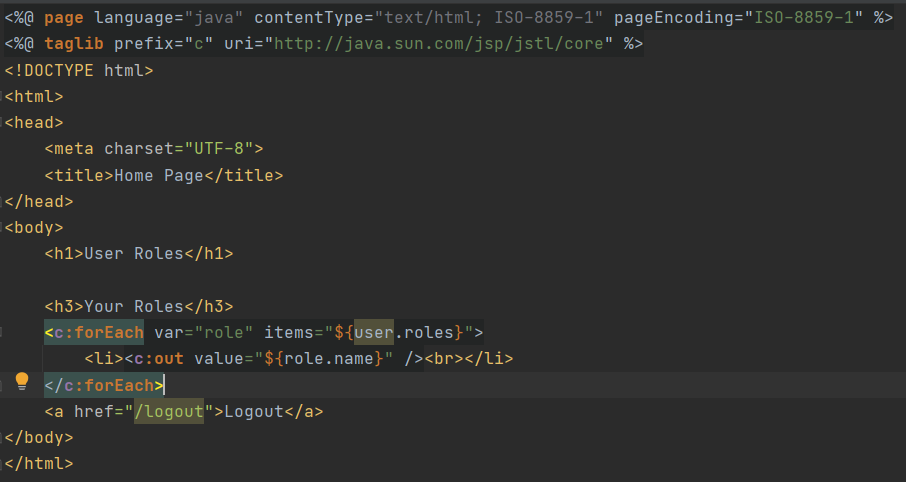 <%@ page language="java" contentType="text/html; ISO-8859-1" pageEncoding="ISO-8859-1" %>
<%@ taglib prefix="c" uri="http://java.sun.com/jsp/jstl/core" %>
<!DOCTYPE html>
<html>
<head>
    <meta charset="UTF-8">
    <title>Home Page</title>
</head>
<body>
    <h1>User Roles</h1>

    <h3>Your Roles</h3>
    <c:forEach var="role" items="${user.roles}">
        <li><c:out value="${role.name}" /><br></li>
    </c:forEach>
    <a href="/logout">Logout</a>
</body>
</html>